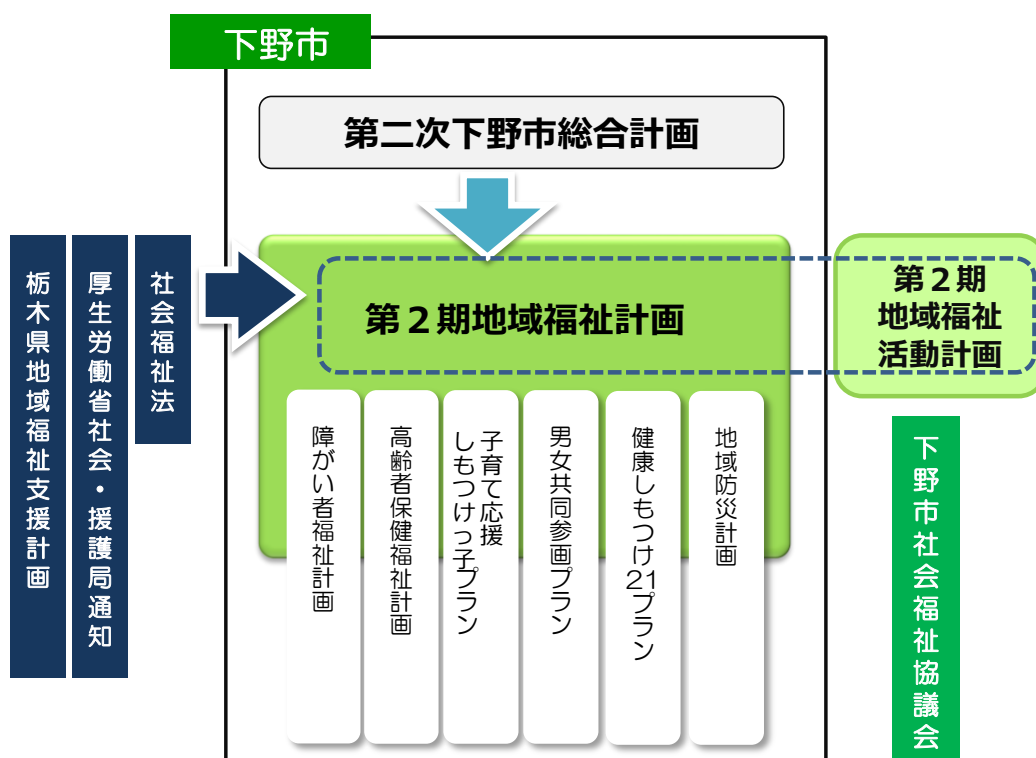 下野市
第二次下野市総合計画
栃木県地域福祉支援計画
厚生労働省社会・援護局通知
社会福祉法
第２期地域福祉計画
第２期
地域福祉
活動計画
障がい者福祉計画
高齢者保健福祉計画
子育て応援
しもつけっ子プラン
男女共同参画プラン
健康しもつけ21プラン
地域防災計画
下野市社会福祉協議会